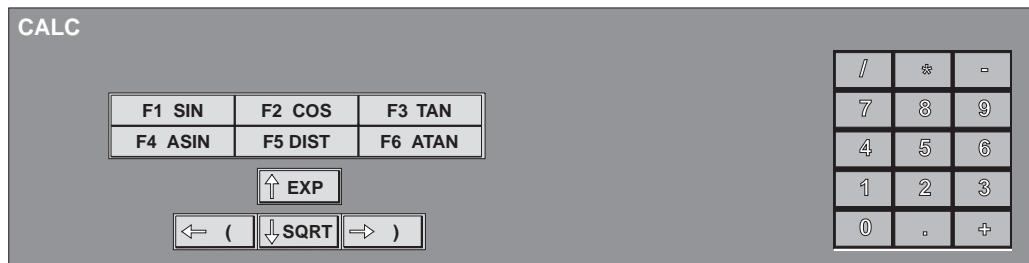 CALC
/ * -
F1 SIN F2 COS F3 TAN
7 8 9
F4 ASIN F5 DIST F6 ATAN
4 5 6
EXP
1 2 3
( SQRT )
0 . +